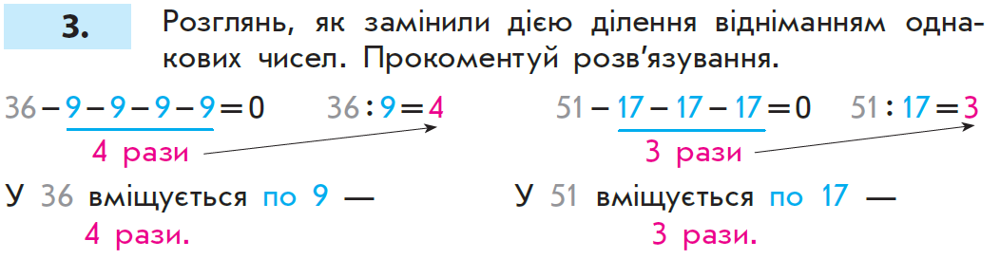 3. Розглянь, як замінили дією ділення відніманням одна-
кових чисел. Прокоментуй розв'язування.
36 – 9 – 9 – 9 – 9 = 0 36 : 9 = 4 51 – 17 – 17 – 17 = 0 51 : 17 = 3
4 рази 3 рази
У 36 вміщується по 9 — У 51 вміщується по 17 —
4 рази. 3 рази.